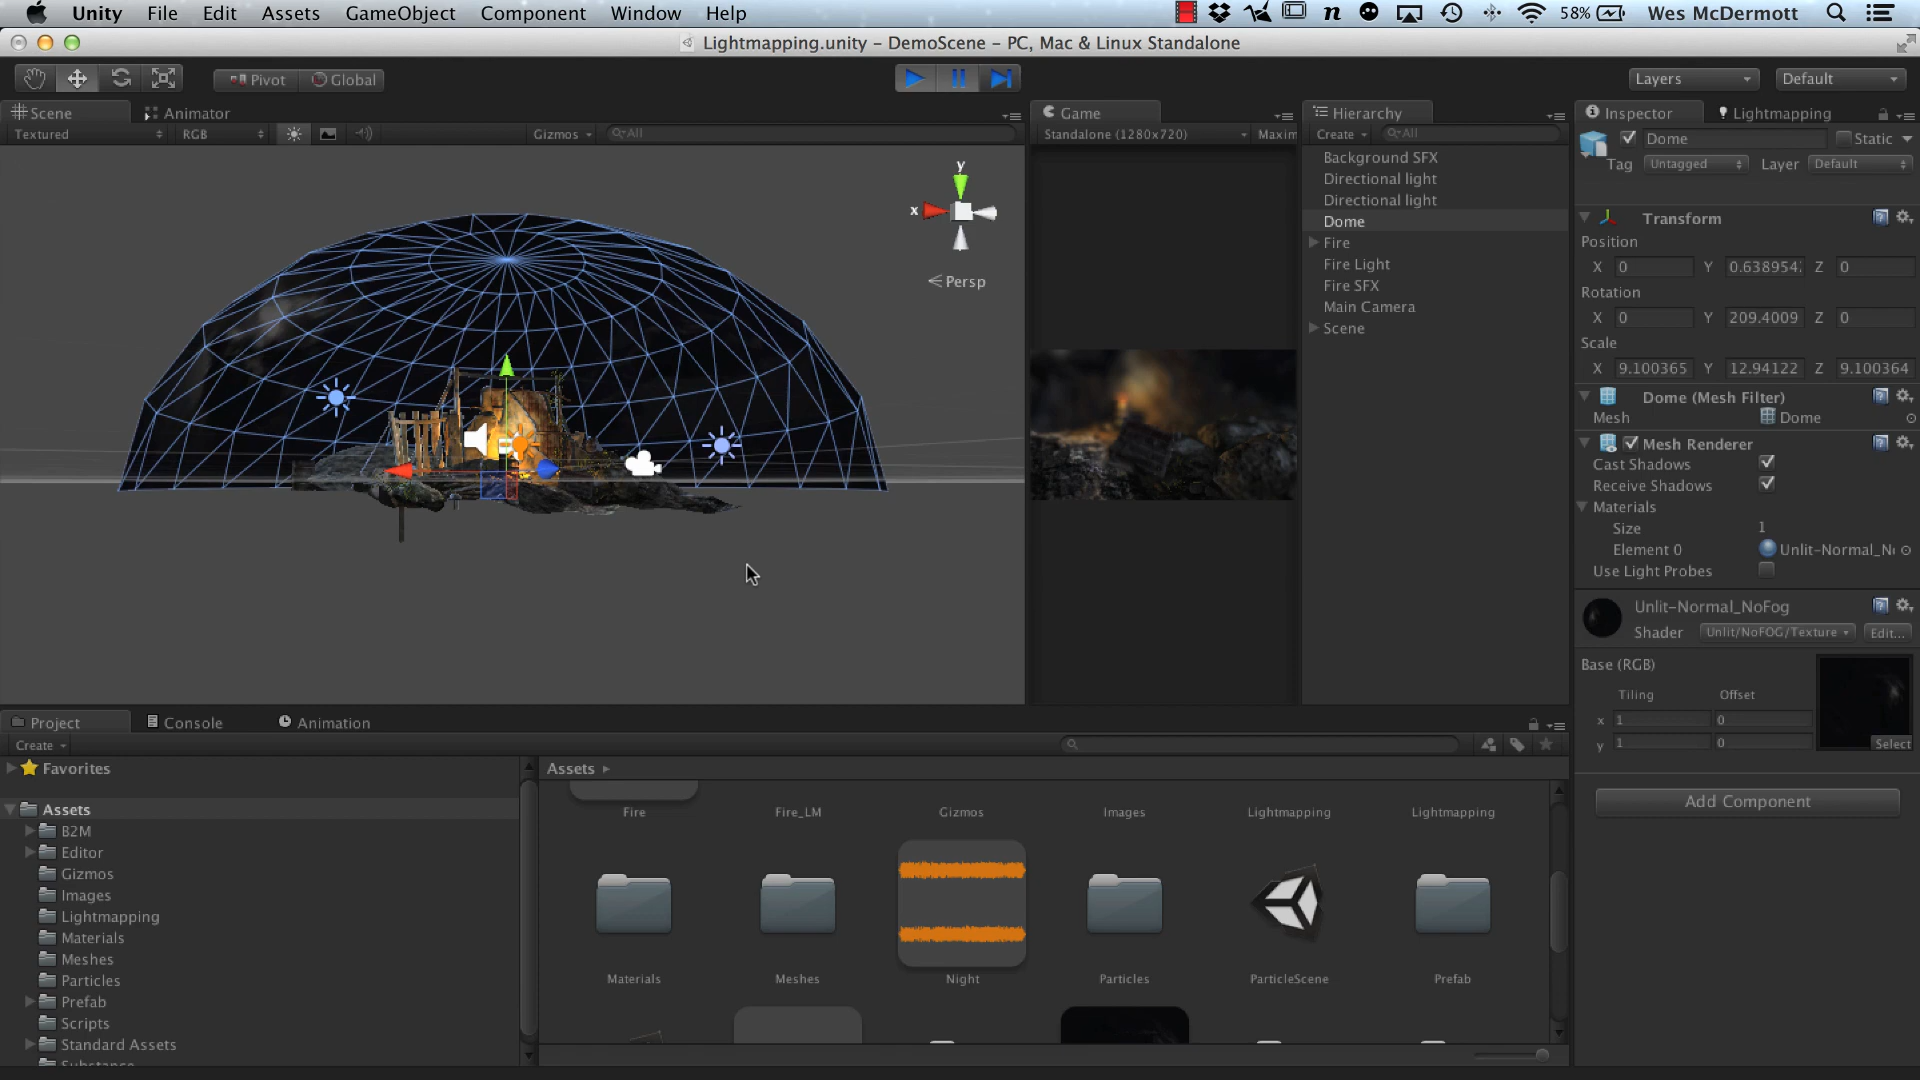 Unity File Edit Assets GameObject Component Window Help 58% Wes McDermott
Lightmapping.unity – DemoScene – PC, Mac & Linux Standalone
Pivot Global Layers Default
Scene Animator
Textured RGB Gizmos All
y
x
Persp
Game
Standalone (1280x720) Maxim
Hierarchy
Create All
Background SFX
Directional light
Directional light
Dome
Fire
Fire Light
Fire SFX
Main Camera
Scene
Inspector Lightmapping
Dome Static
Tag Untagged Layer Default
Transform
Position
X 0 Y 0.638954 Z 0
Rotation
X 0 Y 209.4009 Z 0
Scale
X 9.100365 Y 12.94122 Z 9.100364
Dome (Mesh Filter)
Mesh Dome
Mesh Renderer
Cast Shadows
Receive Shadows
Materials
Size 1
Element 0 Unlit-Normal_N
Use Light Probes
Unlit-Normal_NoFog
Shader Unlit/NoFOG/Texture Edit...
Base (RGB)
Tiling Offset
x 1 0
y 1 0
Select
Add Component
Project Console Animation
Create
Favorites
Assets
B2M
Editor
Gizmos
Images
Lightmapping
Materials
Meshes
Particles
Prefab
Scripts
Standard Assets
Substance
Assets
Fire Fire_LM Gizmos Images Lightmapping Lightmapping
Materials Meshes Night Particles ParticleScene Prefab